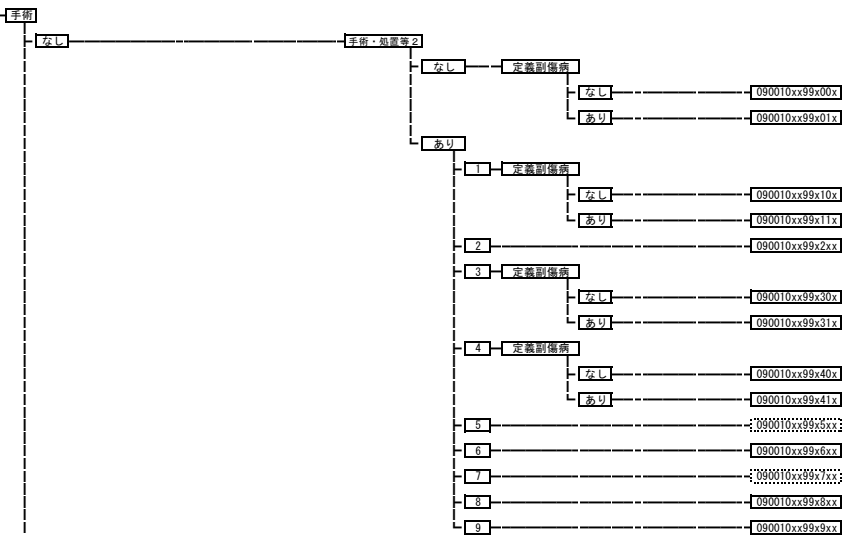 手術
なし 手術・処置等2
なし 定義副傷病
なし 090010xx99x00x
あり 090010xx99x01x
あり
1 定義副傷病
なし 090010xx99x10x
あり 090010xx99x11x
2 090010xx99x2xx
3 定義副傷病
なし 090010xx99x30x
あり 090010xx99x31x
4 定義副傷病
なし 090010xx99x40x
あり 090010xx99x41x
5 090010xx99x5xx
6 090010xx99x6xx
7 090010xx99x7xx
8 090010xx99x8xx
9 090010xx99x9xx